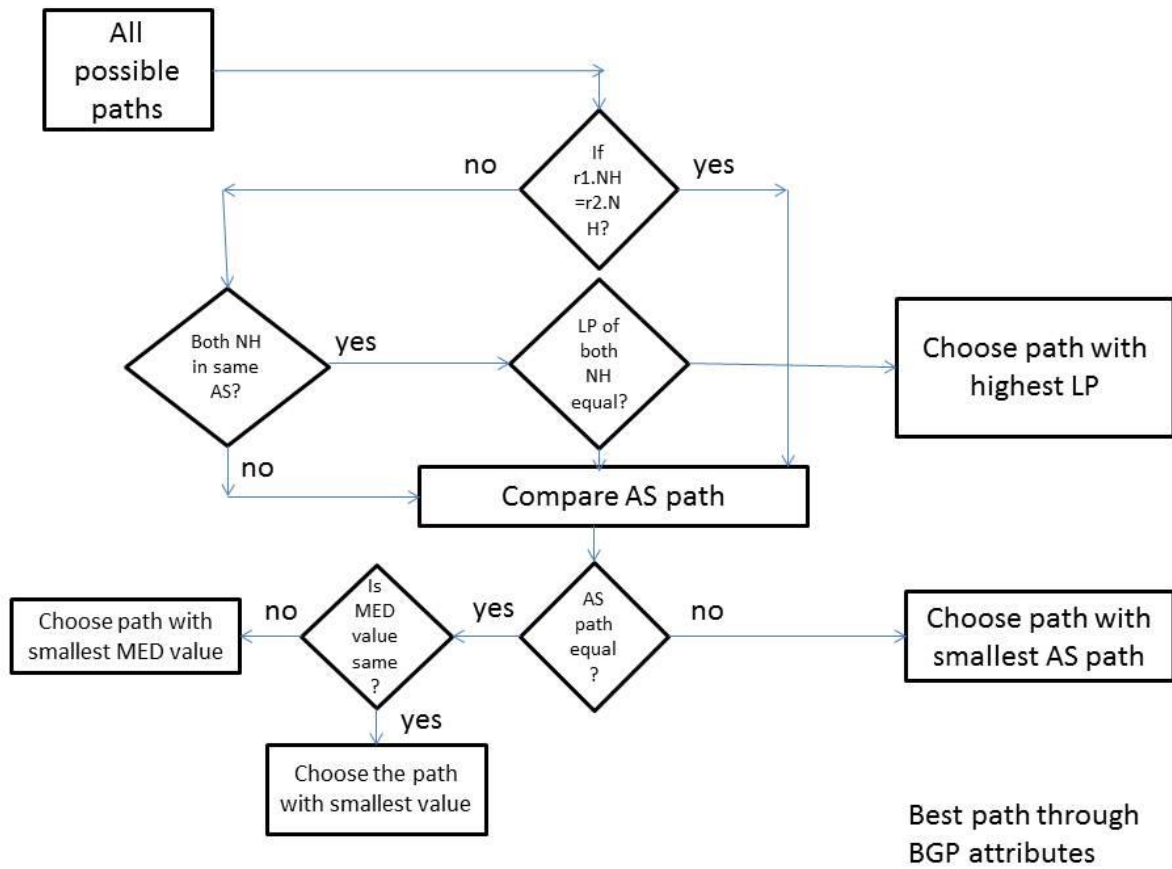 All
possible
paths
If
r1.NH
=r2.N
H?
no
yes
Both NH
in same
AS?
yes
LP of
both
NH
equal?
Choose path with
highest LP
no
Compare AS path
Choose path with
smallest MED value
no
Is
MED
value
same
?
yes
AS
path
equal
?
no
Choose path with
smallest AS path
yes
Choose the path
with smallest value
Best path through
BGP attributes